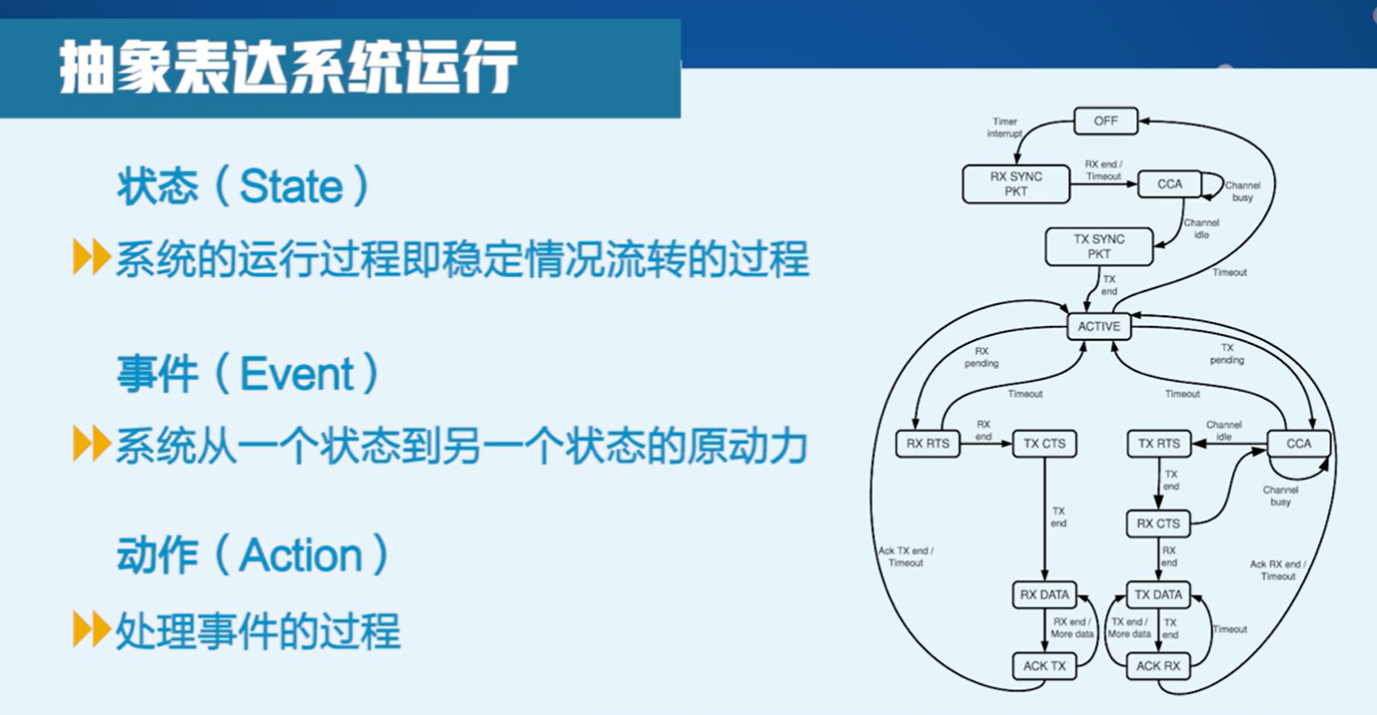 抽象表达系统运行
状态（State）
系统的运行过程即稳定情况流转的过程
事件（Event）
系统从一个状态到另一个状态的原动力
动作（Action）
处理事件的过程
OFF
Timer
interrupt
RX SYNC
PKT
RX end /
Timeout
CCA
Channel
busy
Channel
idle
TX SYNC
PKT
TX
end
Timeout
ACTIVE
RX
pending
TX
pending
Timeout
Timeout
RX RTS
RX
end
TX CTS
TX RTS
Channel
idle
CCA
TX
end
Channel
busy
TX
end
RX CTS
Ack TX end /
Timeout
RX
end
Ack RX end /
Timeout
RX DATA
TX DATA
RX end /
More data
TX end /
More data
TX
end
Timeout
ACK TX
ACK RX